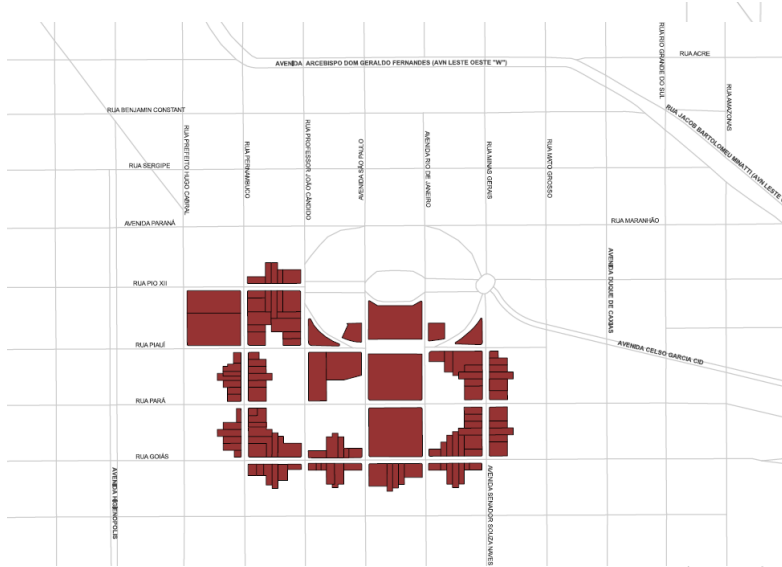 RUA ACRE
RUA RIO GRANDE DO SUL
AVENIDA ARCEBISPO DOM GERALDO FERNANDES (AVN LESTE OESTE "W")
RUA AMAZONAS
RUA BENJAMIN CONSTANT
RUA JACOB BARTOLOMEU MINATTI (AVN LESTE
RUA PREFEITO HUGO CABRAL
RUA PERNAMBUCO
RUA PROFESSOR JOÃO CÂNDIDO
AVENIDA SÃO PAULO
AVENIDA RIO DE JANEIRO
RUA MINAS GERAIS
RUA MATO GROSSO
RUA SERGIPE
AVENIDA PARANÁ
RUA MARANHÃO
RUA PIO XII
AVENIDA DUQUE DE CAXIAS
RUA PIAUÍ
AVENIDA CELSO GARCIA CID
RUA PARÁ
RUA GOIÁS
AVENIDA HIGIENÓPOLIS
AVENIDA SENADOR SOUZA NAVES